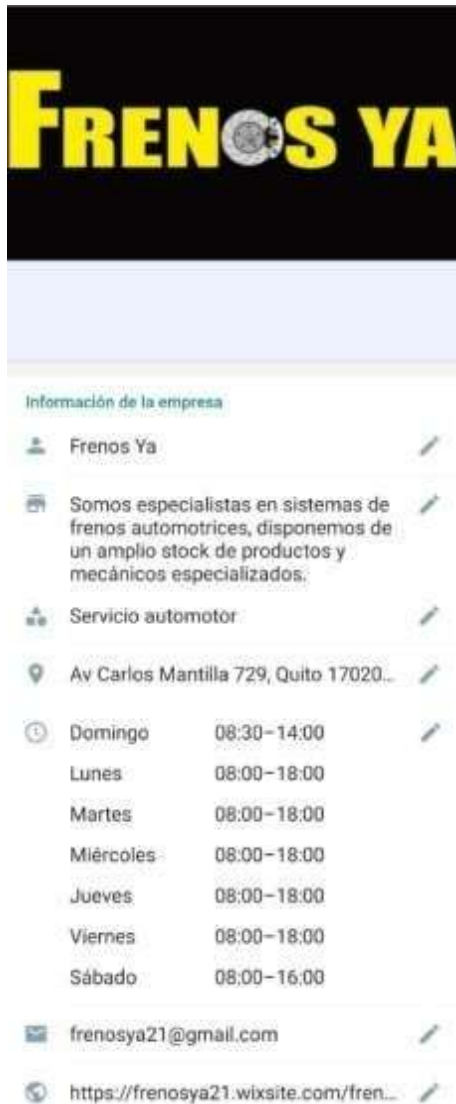 FRENOS YA
Información de la empresa
Frenos Ya
Somos especialistas en sistemas de
frenos automotrices, disponemos de
un amplio stock de productos y
mecánicos especializados.
Servicio automotor
Av Carlos Mantilla 729, Quito 17020...
Domingo 08:30–14:00
Lunes 08:00–18:00
Martes 08:00–18:00
Miércoles 08:00–18:00
Jueves 08:00–18:00
Viernes 08:00–18:00
Sábado 08:00–16:00
frenosya21@gmail.com
https://frenosya21.wixsite.com/fren...